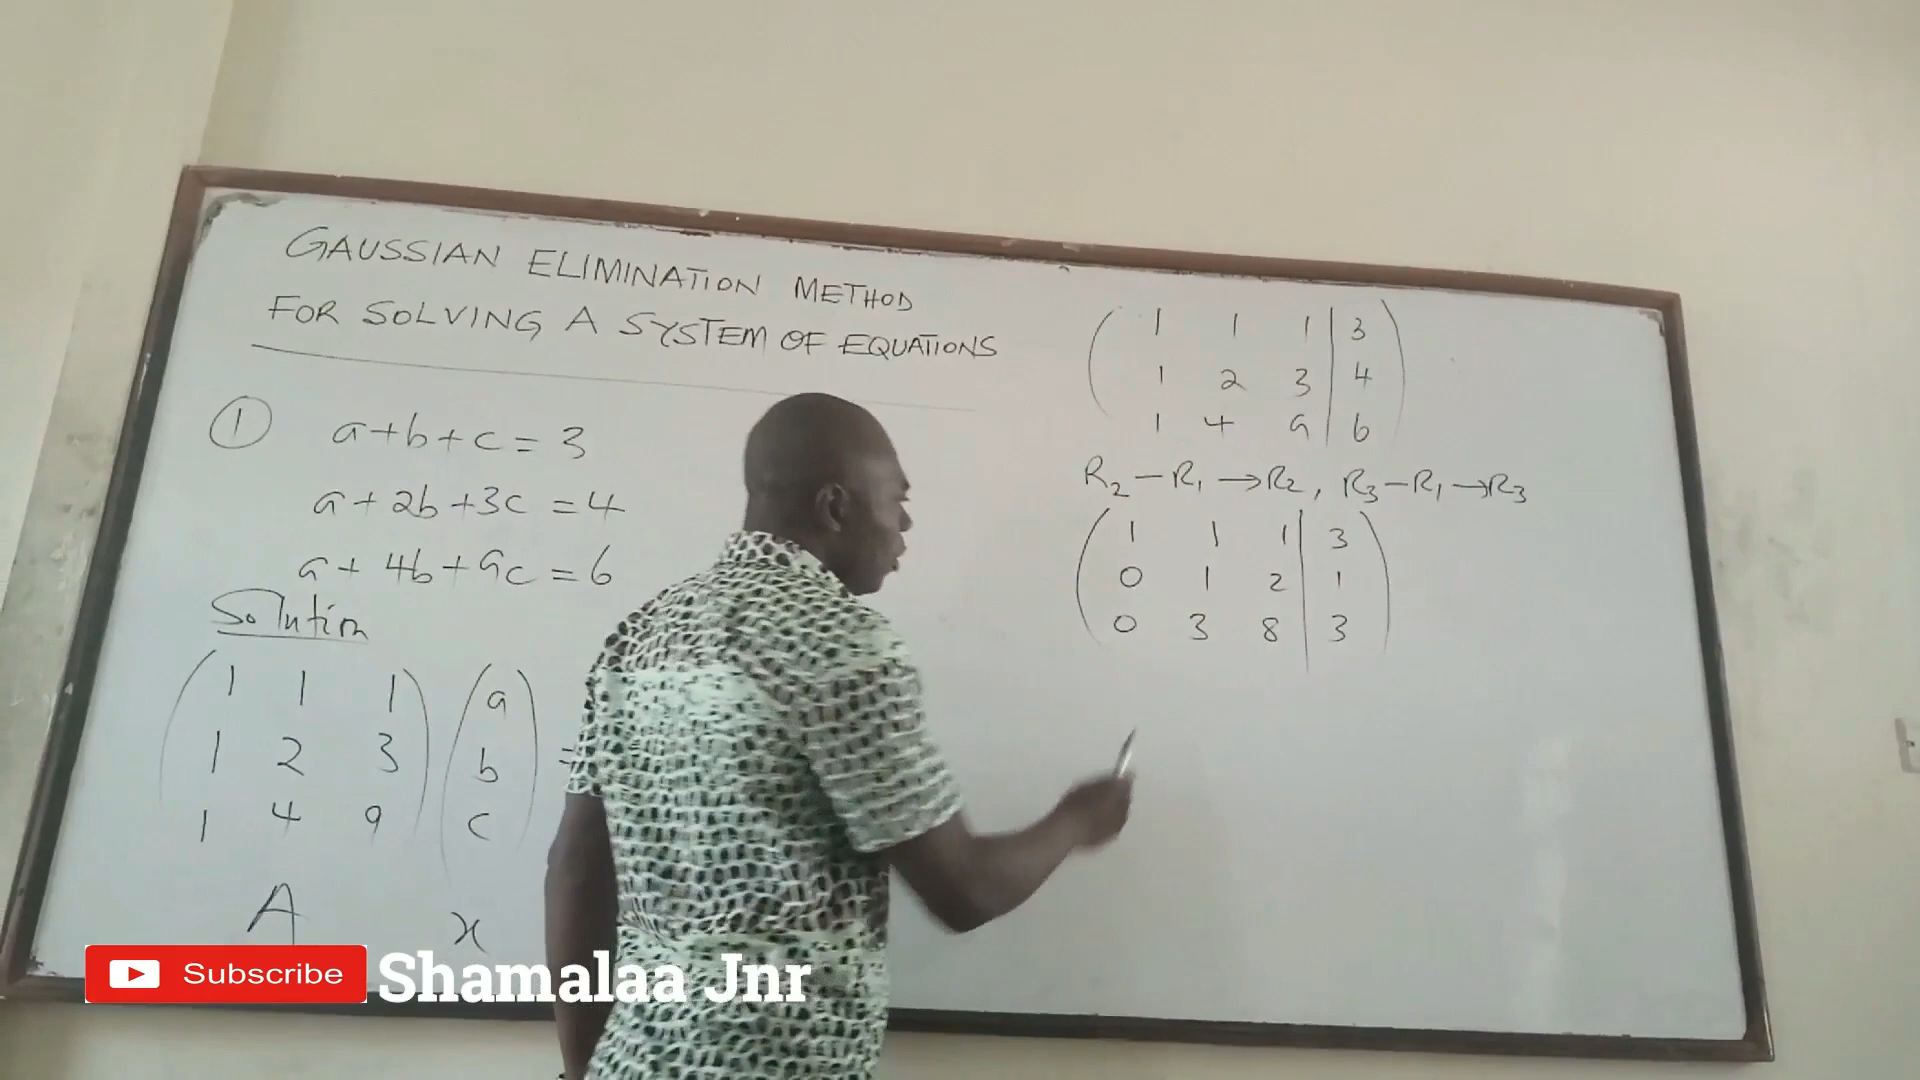 GAUSSIAN ELIMINATION METHOD
FOR SOLVING A SYSTEM OF EQUATIONS
① a+b+c=3
a+2b+3c=4
a+4b+9c=6
Solution
1 1 1 a
1 2 3 b =
1 4 9 c
A x
1 1 1 | 3
1 2 3 | 4
1 4 9 | 6
R₂-R₁→R₂, R₃-R₁→R₃
1 1 1 | 3
0 1 2 | 1
0 3 8 | 3
Subscribe Shamalaa Jnr